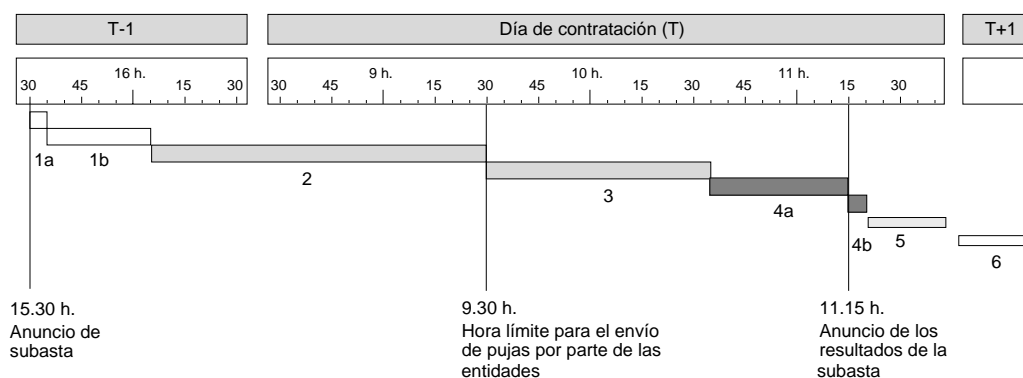 T-1
Día de contratación (T)
T+1
16 h.
9 h.
10 h.
11 h.
30 45 15 30
30 45 15 30 45 15 30 45 15 30
1a
1b
2
3
4a
4b
5
6
15.30 h.
Anuncio de
subasta
9.30 h.
Hora límite para el envío
de pujas por parte de las
entidades
11.15 h.
Anuncio de los
resultados de la
subasta